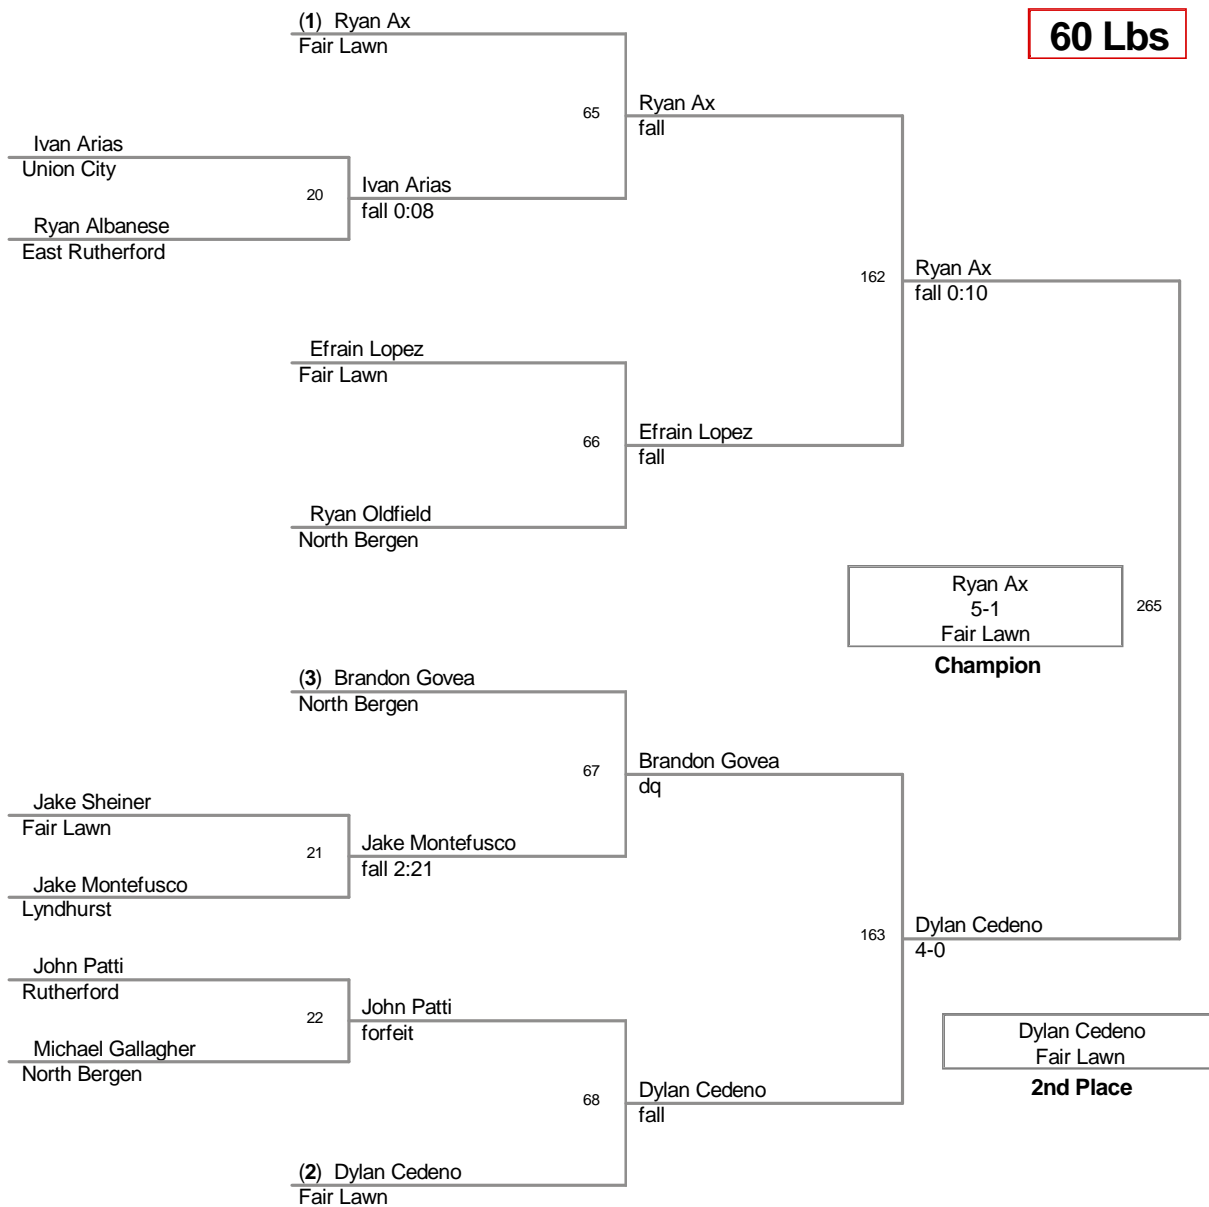 (1) Ryan Ax
Fair Lawn
60 Lbs
65
Ryan Ax
fall
Ivan Arias
Union City
20
Ivan Arias
fall 0:08
Ryan Albanese
East Rutherford
162
Ryan Ax
fall 0:10
Efrain Lopez
Fair Lawn
66
Efrain Lopez
fall
Ryan Oldfield
North Bergen
Ryan Ax
5-1
Fair Lawn
265
Champion
(3) Brandon Govea
North Bergen
67
Brandon Govea
dq
Jake Sheiner
Fair Lawn
21
Jake Montefusco
fall 2:21
Jake Montefusco
Lyndhurst
163
Dylan Cedeno
4-0
John Patti
Rutherford
22
John Patti
forfeit
Michael Gallagher
North Bergen
Dylan Cedeno
Fair Lawn
2nd Place
68
Dylan Cedeno
fall
(2) Dylan Cedeno
Fair Lawn